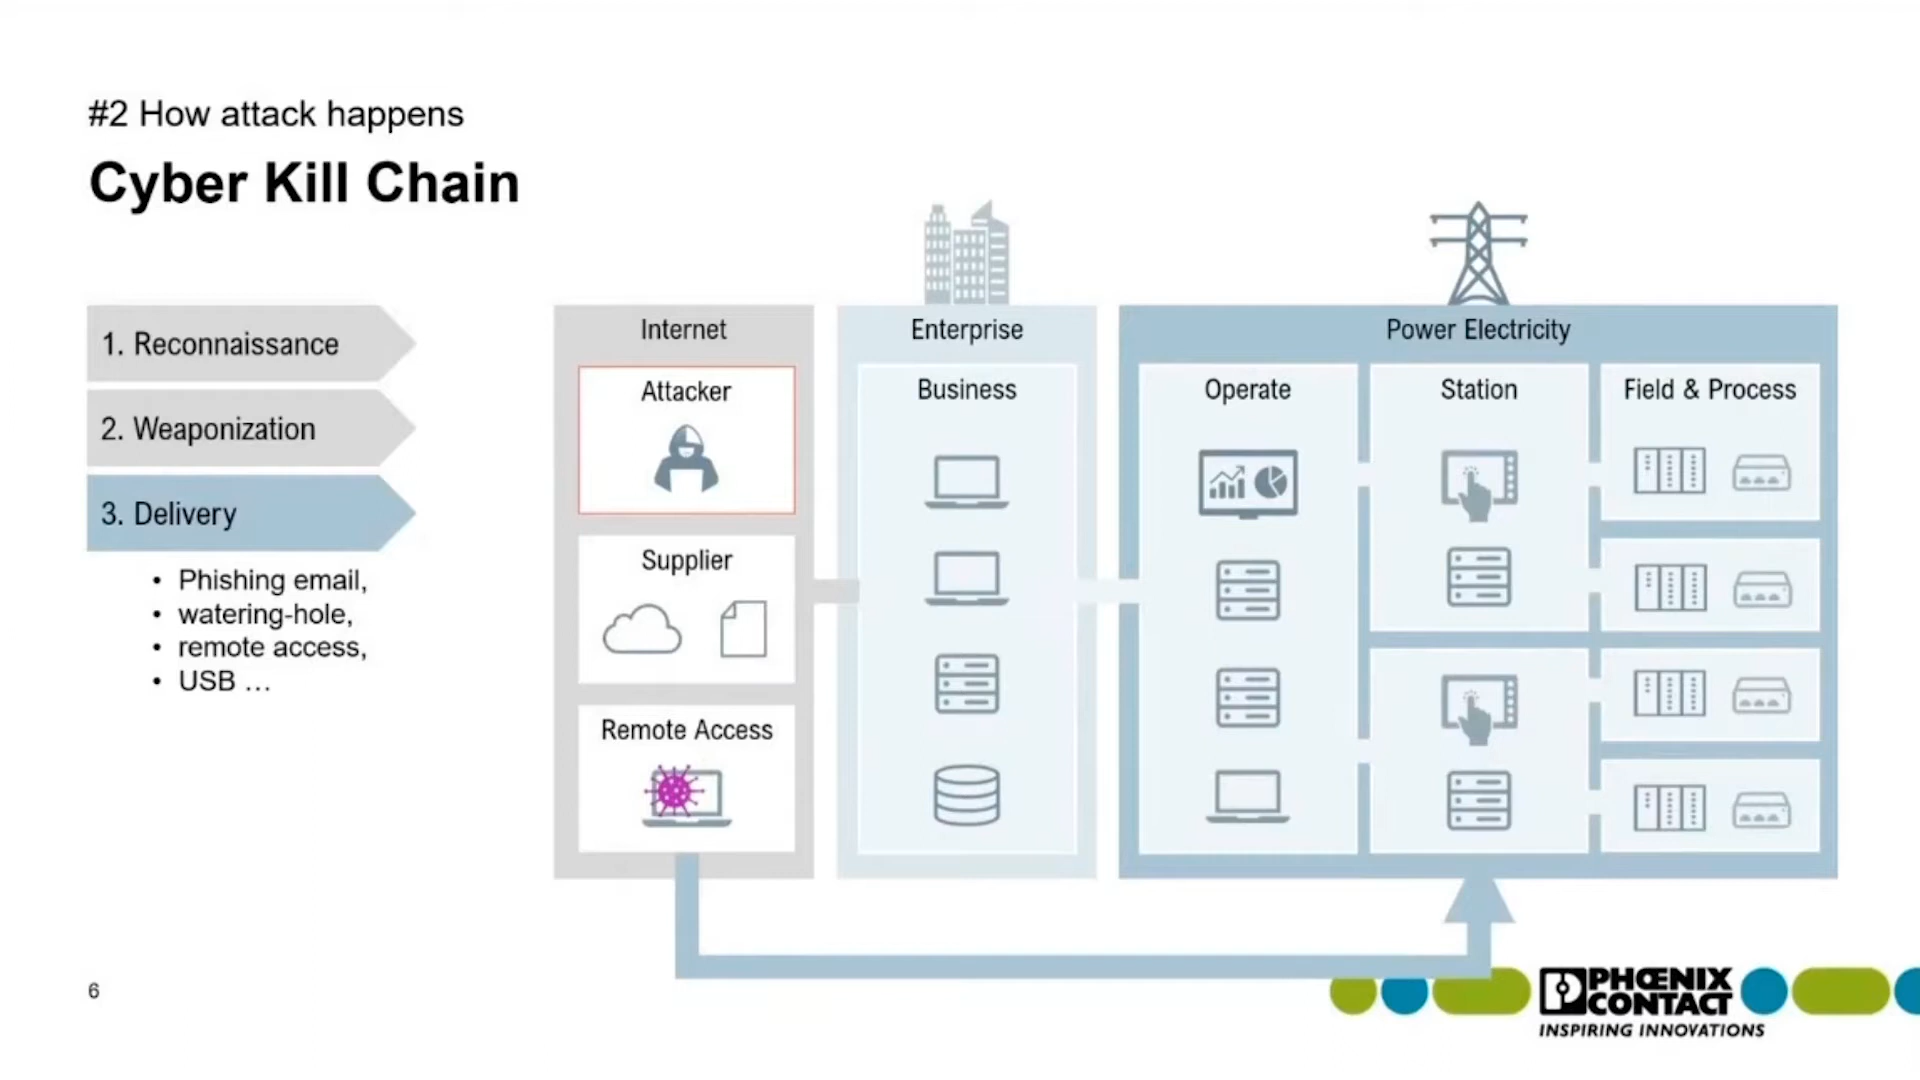 #2 How attack happens
Cyber Kill Chain
1. Reconnaissance
2. Weaponization
3. Delivery
• Phishing email,
• watering-hole,
• remote access,
• USB ...
Internet
Attacker
Supplier
Remote Access
Enterprise
Business
Power Electricity
Operate
Station
Field & Process
6
PHŒNIX
CONTACT
INSPIRING INNOVATIONS